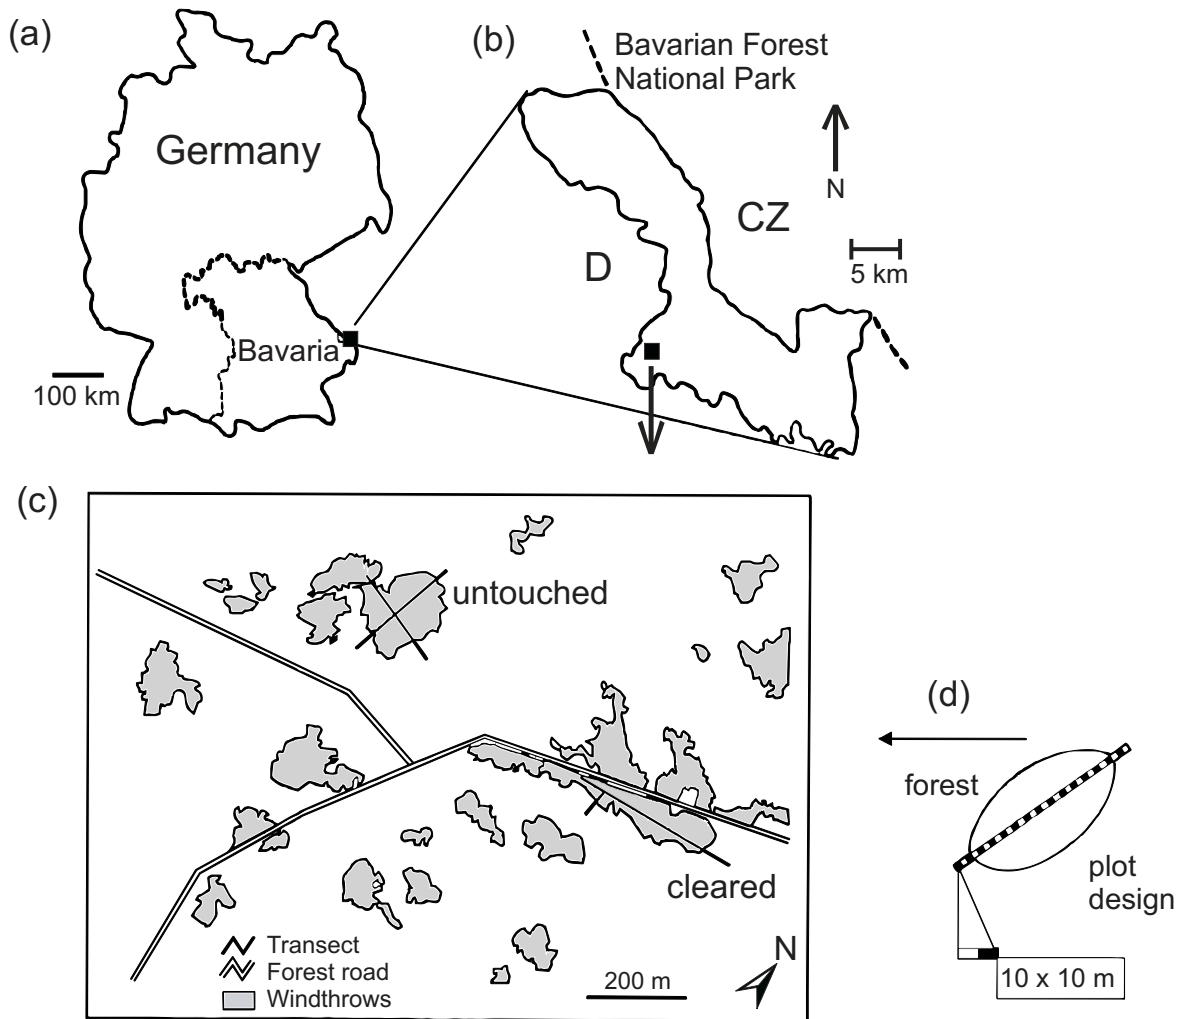 (a)
Germany
Bavaria
100 km
(b)
Bavarian Forest
National Park
N
CZ
D
5 km
(c)
untouched
cleared
Transect
Forest road
Windthrows
200 m
N
(d)
forest
plot
design
10 x 10 m